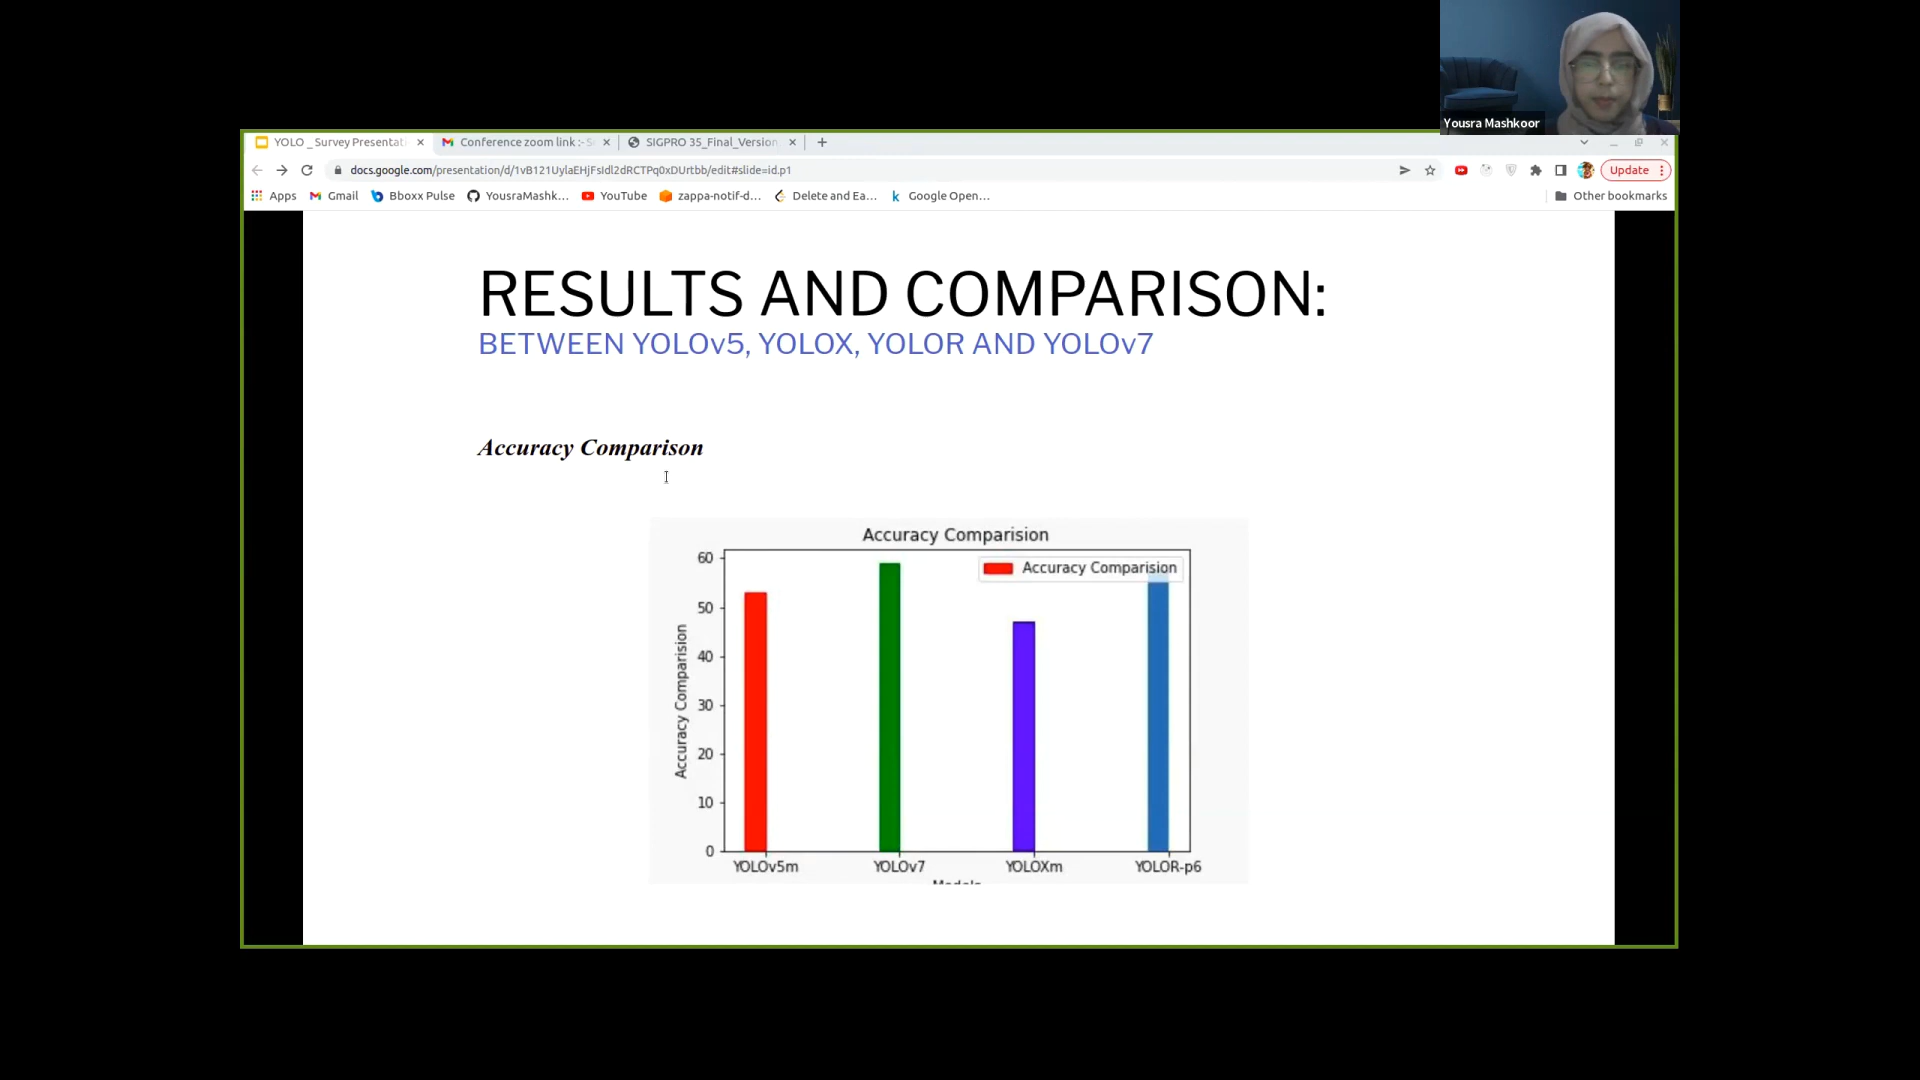 Yousra Mashkoor
YOLO _ Survey Presentat
Conference zoom link :- S
SIGPRO 35_Final_Version
docs.google.com/presentation/d/1vB121UylaEHjFsIdl2dRCTPq0xDUrtbb/edit#slide=id.p1
Update
Apps
Gmail
Bboxx Pulse
YousraMashk...
YouTube
zappa-notif-d...
Delete and Ea...
Google Open...
Other bookmarks
RESULTS AND COMPARISON:
BETWEEN YOLOv5, YOLOX, YOLOR AND YOLOv7
Accuracy Comparison
Accuracy Comparision
Accuracy Comparision
Accuracy Comparision
60
50
40
30
20
10
0
YOLOv5m
YOLOv7
YOLOXm
YOLOR-p6